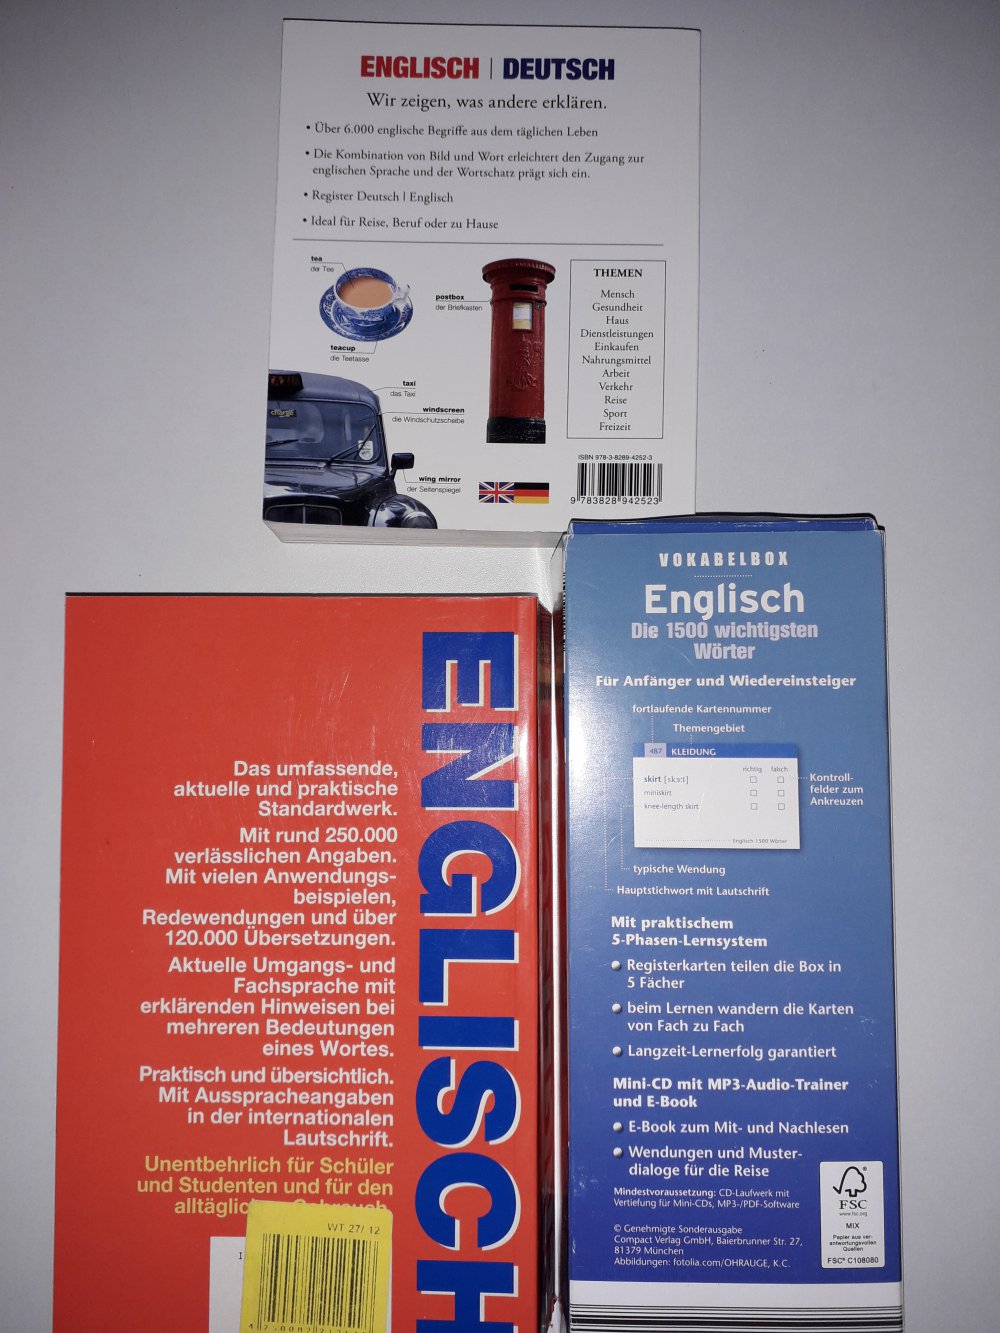 ENGLISCH | DEUTSCH
Wir zeigen, was andere erklären.
• Über 6.000 englische Begriffe aus dem täglichen Leben
• Die Kombination von Bild und Wort erleichtert den Zugang zur
englischen Sprache und der Wortschatz prägt sich ein.
• Register Deutsch | Englisch
• Ideal für Reise, Beruf oder zu Hause
tea
der Tee
postbox
der Briefkasten
teacup
die Teetasse
TAXI
charge
taxi
das Taxi
windscreen
die Windschutzscheibe
wing mirror
der Seitenspiegel
THEMEN
Mensch
Gesundheit
Haus
Dienstleistungen
Einkaufen
Nahrungsmittel
Arbeit
Verkehr
Reise
Sport
Freizeit
ISBN 978-3-8289-4252-3
9 783828 942523
ENGLISCH
Das umfassende,
aktuelle und praktische
Standardwerk.
Mit rund 250.000
verlässlichen Angaben.
Mit vielen Anwendungs-
beispielen,
Redewendungen und über
120.000 Übersetzungen.
Aktuelle Umgangs- und
Fachsprache mit
erklärenden Hinweisen bei
mehreren Bedeutungen
eines Wortes.
Praktisch und übersichtlich.
Mit Ausspracheangaben
in der internationalen
Lautschrift.
Unentbehrlich für Schüler
und Studenten und für den
WT 27/ 12
VOKABELBOX
Englisch
Die 1500 wichtigsten
Wörter
Für Anfänger und Wiedereinsteiger
fortlaufende Kartennummer
Themengebiet
487 KLEIDUNG
richtig falsch
skirt [skɜːt]
miniskirt
knee-length skirt
Englisch 1500 Wörter
Kontroll-
felder zum
Ankreuzen
typische Wendung
Hauptstichwort mit Lautschrift
Mit praktischem
5-Phasen-Lernsystem
Registerkarten teilen die Box in
5 Fächer
beim Lernen wandern die Karten
von Fach zu Fach
Langzeit-Lernerfolg garantiert
Mini-CD mit MP3-Audio-Trainer
und E-Book
E-Book zum Mit- und Nachlesen
Wendungen und Muster-
dialoge für die Reise
Mindestvoraussetzung: CD-Laufwerk mit
Vertiefung für Mini-CDs, MP3-/PDF-Software
© Genehmigte Sonderausgabe
Compact Verlag GmbH, Baierbrunner Str. 27,
81379 München
Abbildungen: fotolia.com/OHRAUGE, K.C.
FSC
www.fsc.org
MIX
Papier aus ver-
antwortungsvollen
Quellen
FSC® C108080